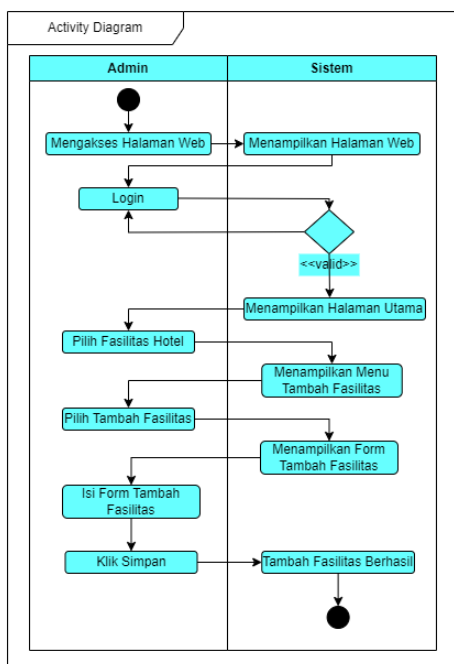 Activity Diagram
Admin
Sistem
Mengakses Halaman Web
Menampilkan Halaman Web
Login
<<valid>>
Menampilkan Halaman Utama
Pilih Fasilitas Hotel
Menampilkan Menu
Tambah Fasilitas
Pilih Tambah Fasilitas
Menampilkan Form
Tambah Fasilitas
Isi Form Tambah
Fasilitas
Klik Simpan
Tambah Fasilitas Berhasil